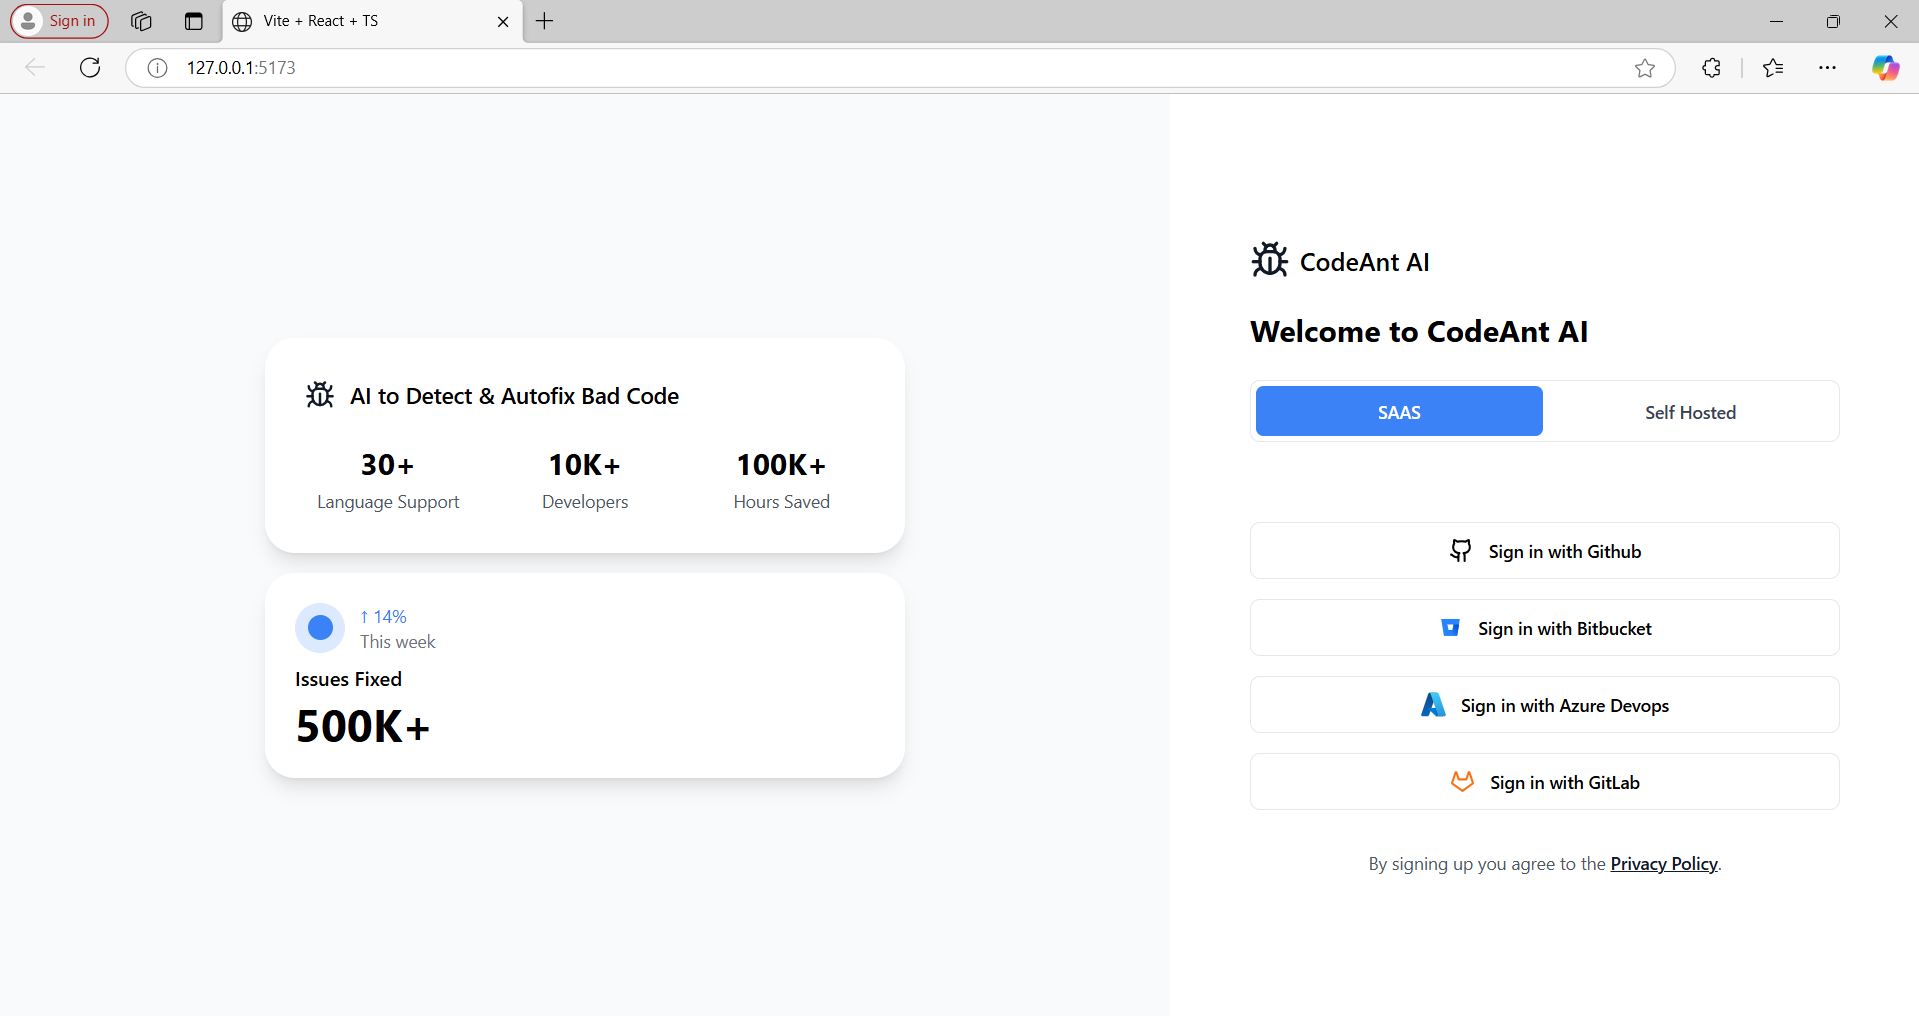 Sign in
Vite + React + TS
127.0.0.1:5173
AI to Detect & Autofix Bad Code
30+
10K+
100K+
Language Support
Developers
Hours Saved
↑ 14%
This week
Issues Fixed
500K+
CodeAnt AI
Welcome to CodeAnt AI
SAAS
Self Hosted
Sign in with Github
Sign in with Bitbucket
Sign in with Azure Devops
Sign in with GitLab
By signing up you agree to the Privacy Policy.